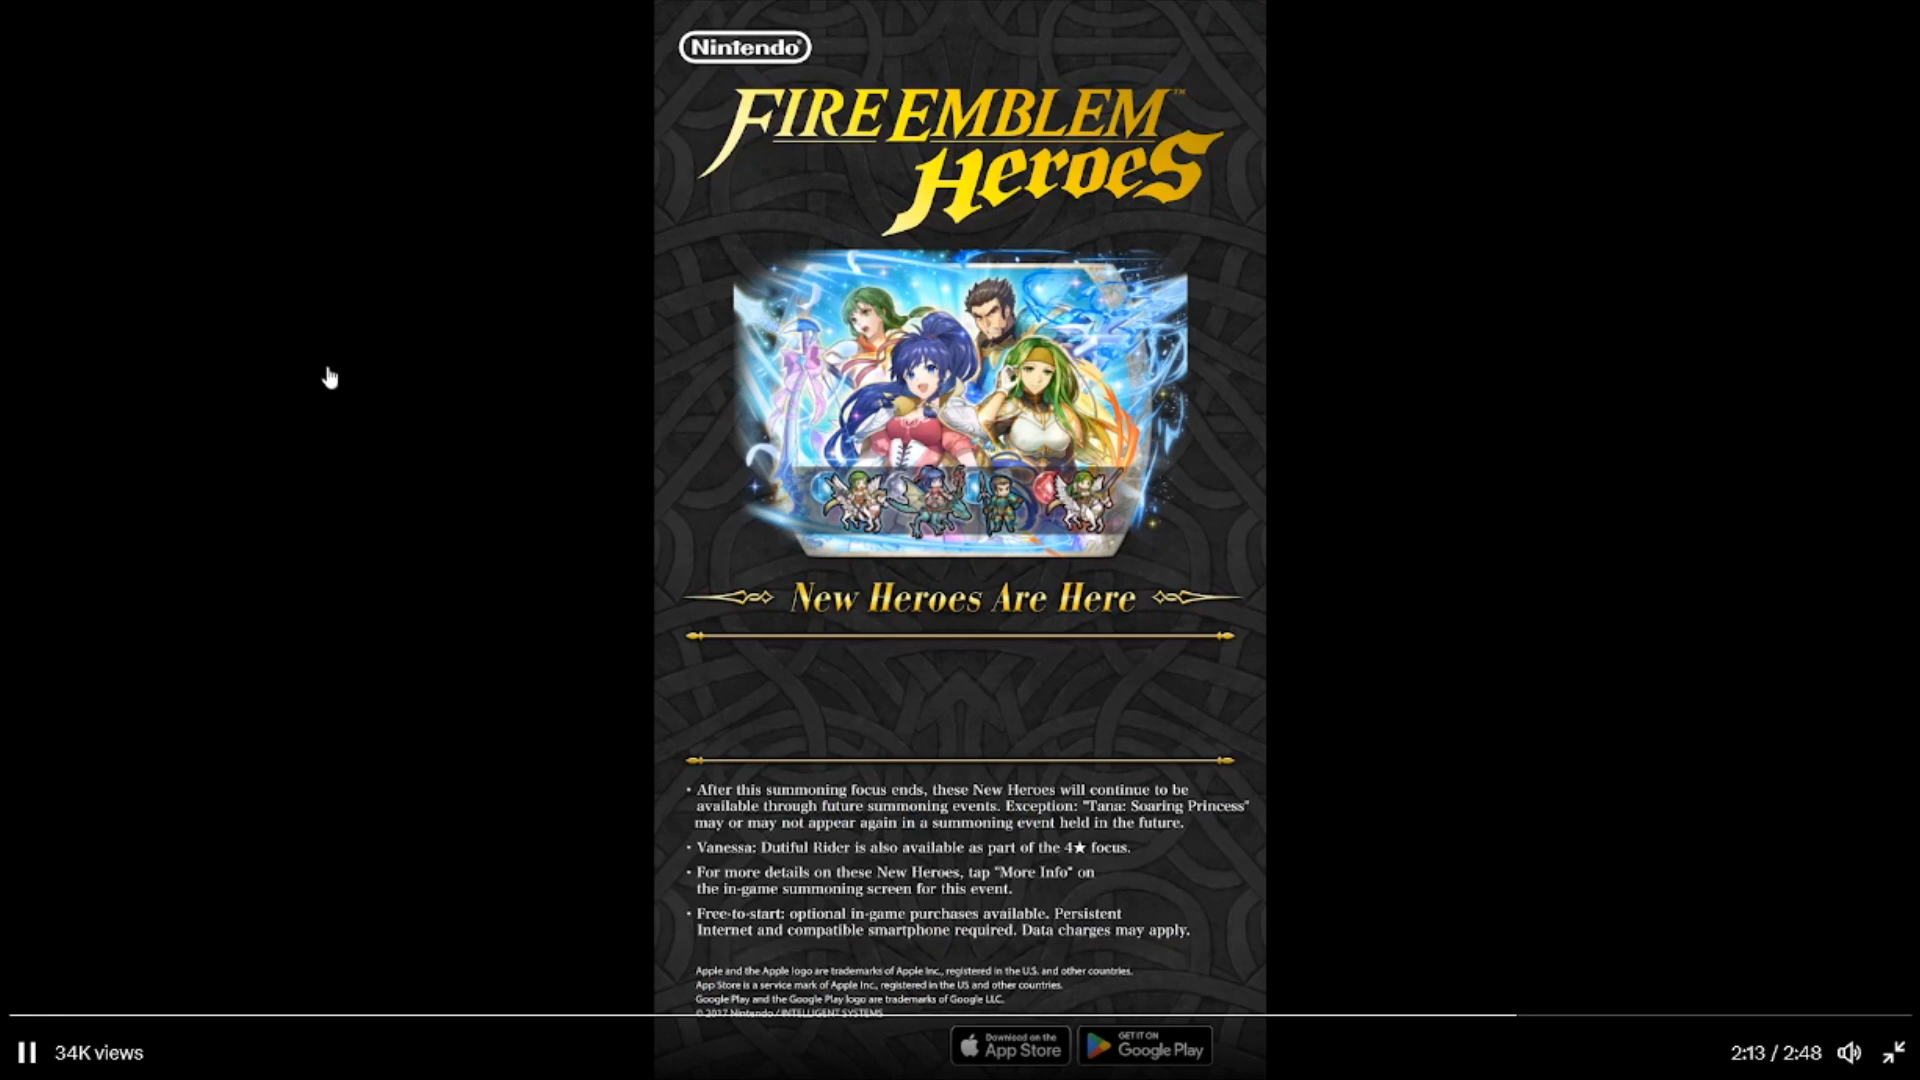 Nintendo
FIRE EMBLEM™
Heroes
New Heroes Are Here
• After this summoning focus ends, these New Heroes will continue to be
available through future summoning events. Exception: "Tana: Soaring Princess"
may or may not appear again in a summoning event held in the future.
• Vanessa: Dutiful Rider is also available as part of the 4★ focus.
• For more details on these New Heroes, tap "More Info" on
the in-game summoning screen for this event.
• Free-to-start: optional in-game purchases available. Persistent
Internet and compatible smartphone required. Data charges may apply.
Apple and the Apple logo are trademarks of Apple Inc., registered in the U.S. and other countries.
App Store is a service mark of Apple Inc., registered in the US and other countries.
Google Play and the Google Play logo are trademarks of Google LLC.
© 2017 Nintendo / INTELLIGENT SYSTEMS
Download on the
App Store
GET IT ON
Google Play
34K views
2:13 / 2:48